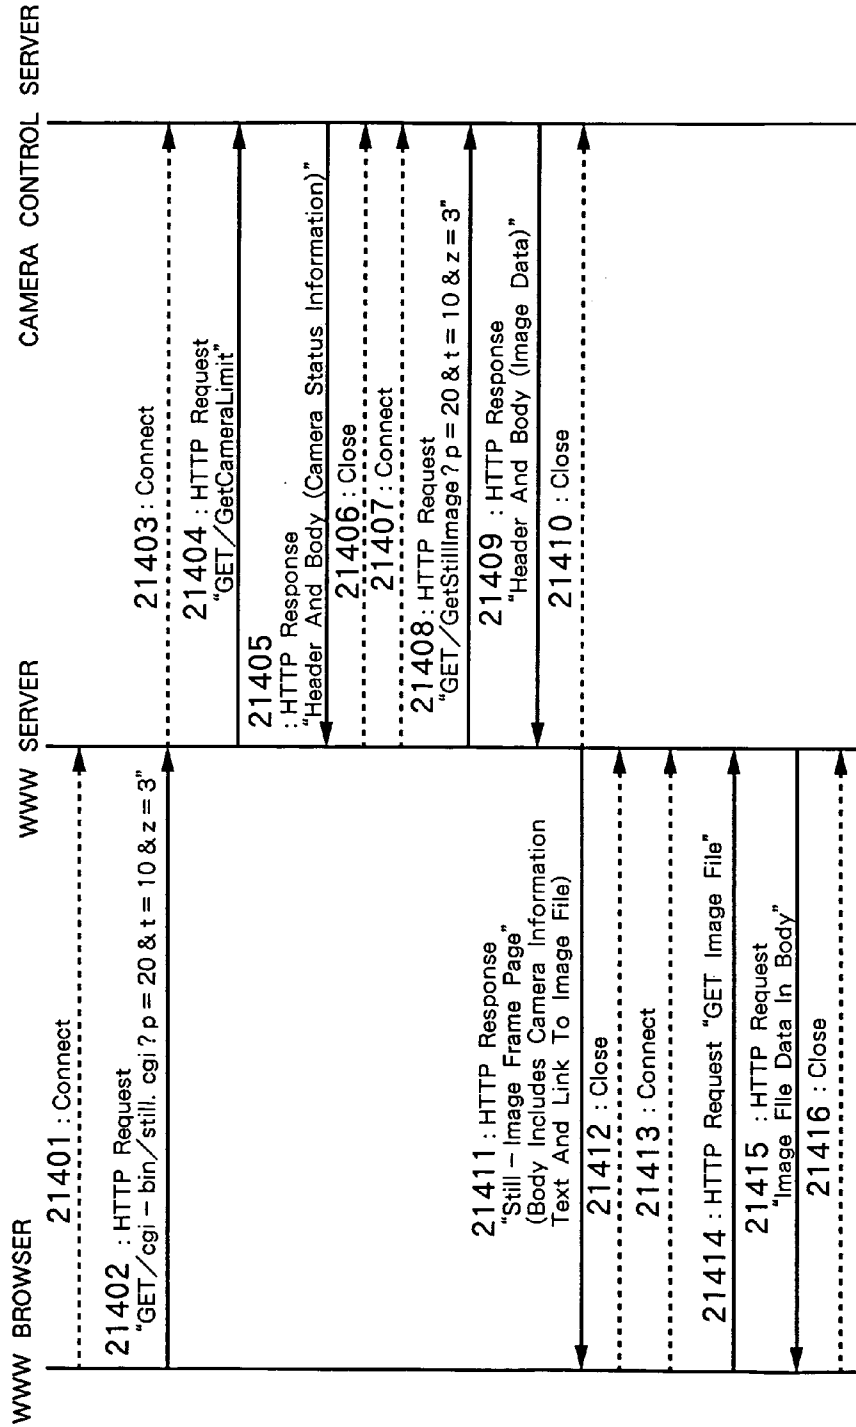 WWW BROWSER
WWW SERVER
CAMERA CONTROL SERVER
21401 : Connect
21402 : HTTP Request
“GET/cgi – bin/still. cgi ? p = 20 & t = 10 & z = 3”
21403 : Connect
21404 : HTTP Request
“GET/GetCameraLimit”
21405
: HTTP Response
“Header And Body (Camera Status Information)”
21406 : Close
21407 : Connect
21408 : HTTP Request
“GET/GetStillImage ? p = 20 & t = 10 & z = 3”
21409 : HTTP Response
“Header And Body (Image Data)”
21410 : Close
21411 : HTTP Response
“Still – Image Frame Page”
(Body Includes Camera Information
Text And Link To Image File)
21412 : Close
21413 : Connect
21414 : HTTP Request “GET Image File”
21415 : HTTP Request
“Image FIle Data In Body”
21416 : Close